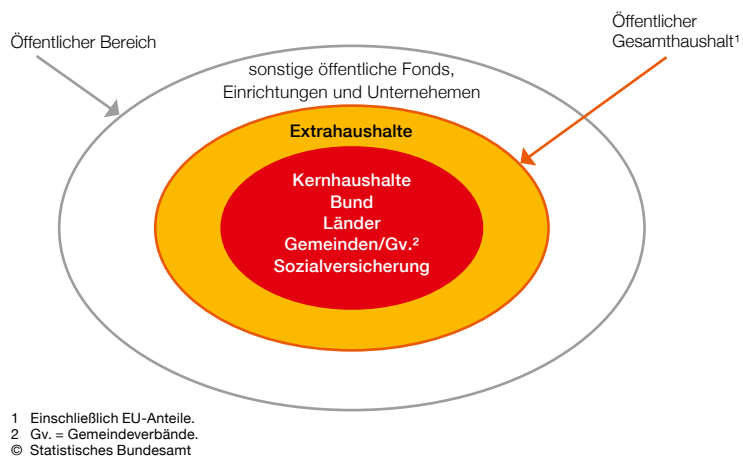 Öffentlicher Bereich
Öffentlicher
Gesamthaushalt¹
sonstige öffentliche Fonds,
Einrichtungen und Unternehemen
Extrahaushalte
Kernhaushalte
Bund
Länder
Gemeinden/Gv.²
Sozialversicherung
1 Einschließlich EU-Anteile.
2 Gv. = Gemeindeverbände.
© Statistisches Bundesamt